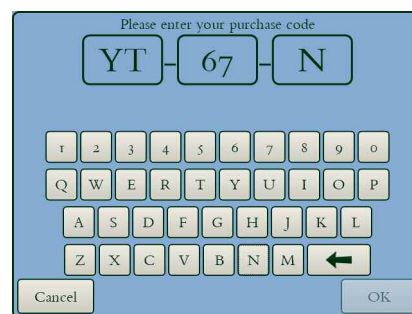 Please enter your purchase code
YT-67-N
1 2 3 4 5 6 7 8 9 0
Q W E R T Y U I O P
A S D F G H J K L
Z X C V B N M
Cancel OK